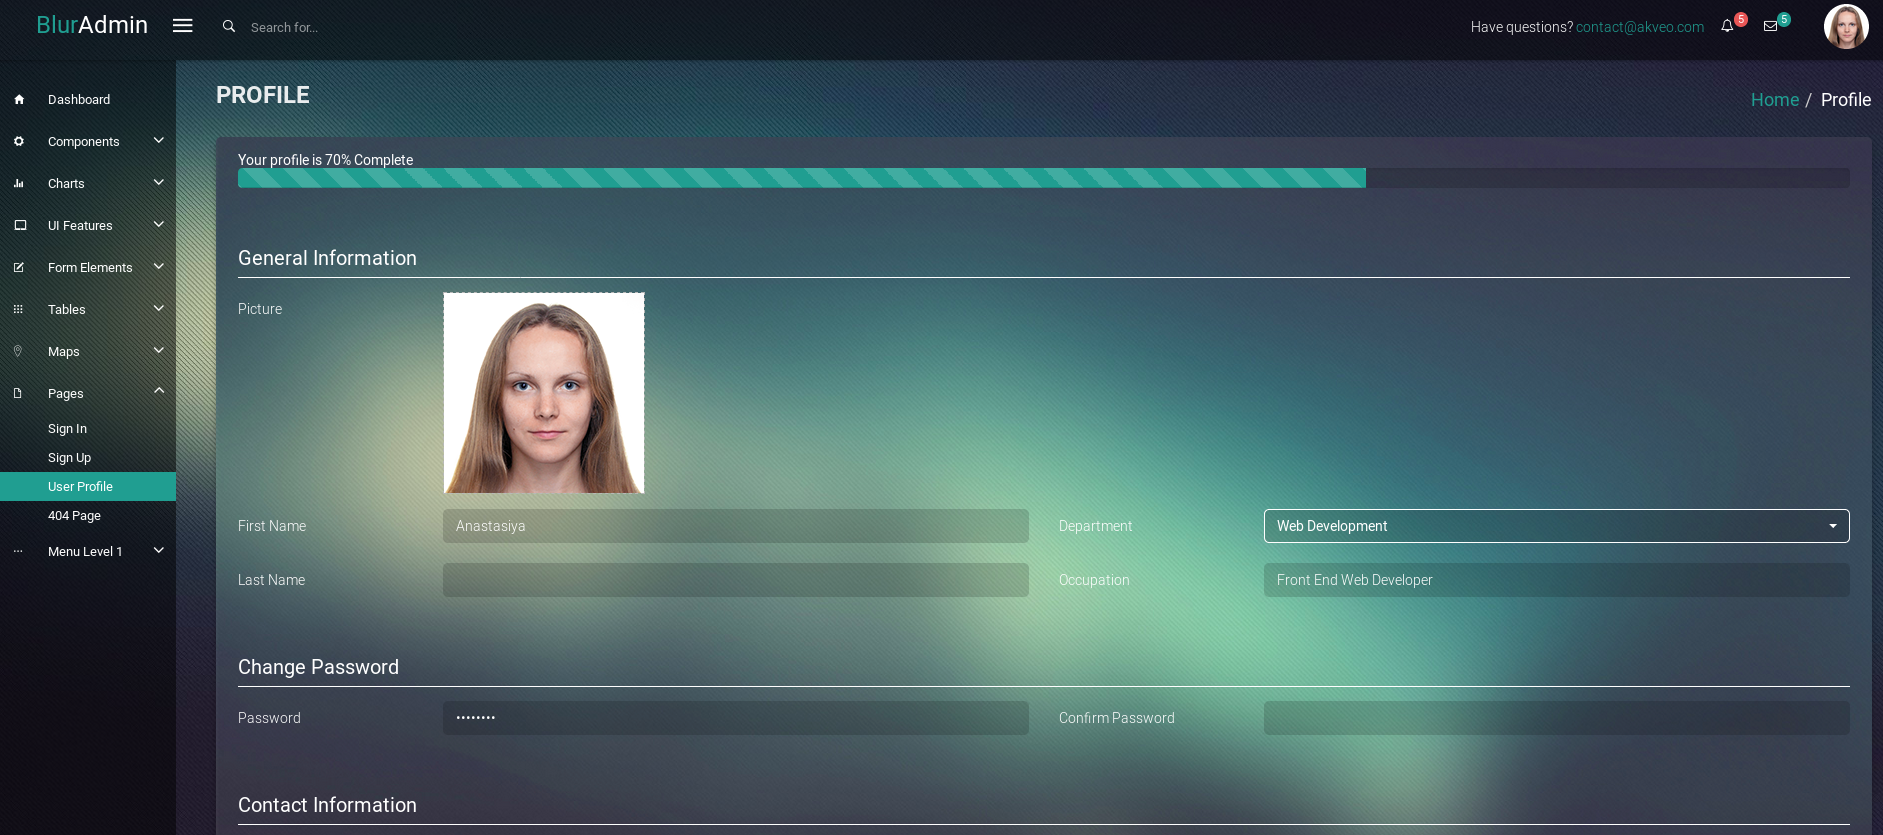 BlurAdmin
Search for...
Have questions? contact@akveo.com
5
5
Dashboard
Components
Charts
UI Features
Form Elements
Tables
Maps
Pages
Sign In
Sign Up
User Profile
404 Page
Menu Level 1
PROFILE
Home / Profile
Your profile is 70% Complete
General Information
Picture
First Name
Anastasiya
Department
Web Development
Last Name
Occupation
Front End Web Developer
Change Password
Password
••••••••
Confirm Password
Contact Information